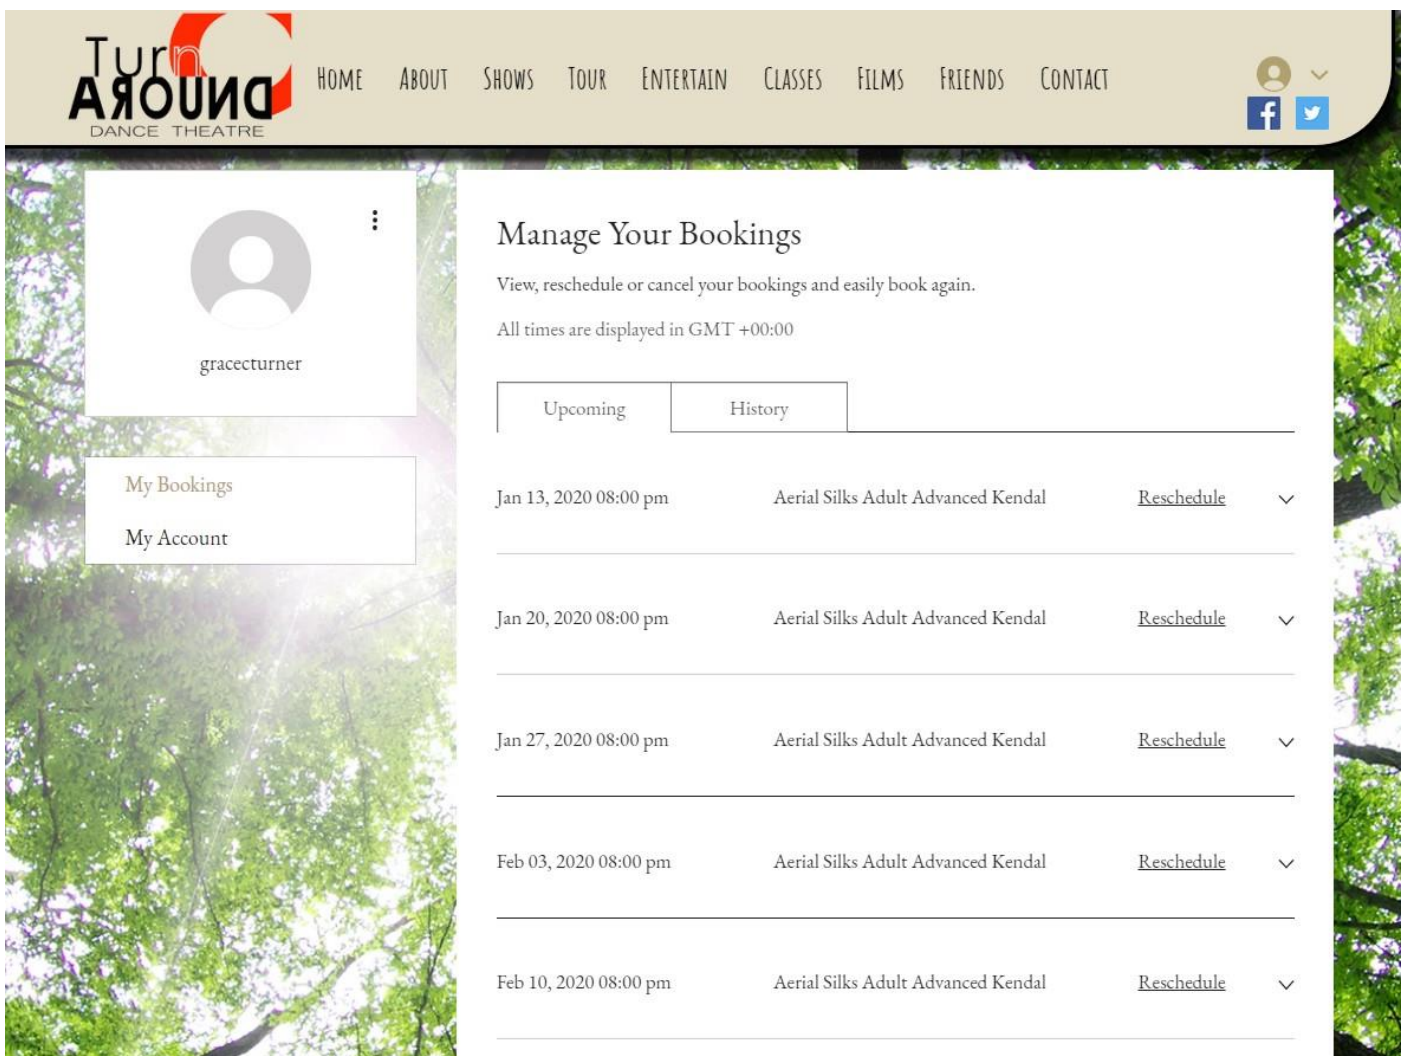 Turn
AROUND
DANCE THEATRE
HOME ABOUT SHOWS TOUR ENTERTAIN CLASSES FILMS FRIENDS CONTACT
gracecturner
My Bookings
My Account
Manage Your Bookings
View, reschedule or cancel your bookings and easily book again.
All times are displayed in GMT +00:00
Upcoming History
Jan 13, 2020 08:00 pm Aerial Silks Adult Advanced Kendal Reschedule
Jan 20, 2020 08:00 pm Aerial Silks Adult Advanced Kendal Reschedule
Jan 27, 2020 08:00 pm Aerial Silks Adult Advanced Kendal Reschedule
Feb 03, 2020 08:00 pm Aerial Silks Adult Advanced Kendal Reschedule
Feb 10, 2020 08:00 pm Aerial Silks Adult Advanced Kendal Reschedule